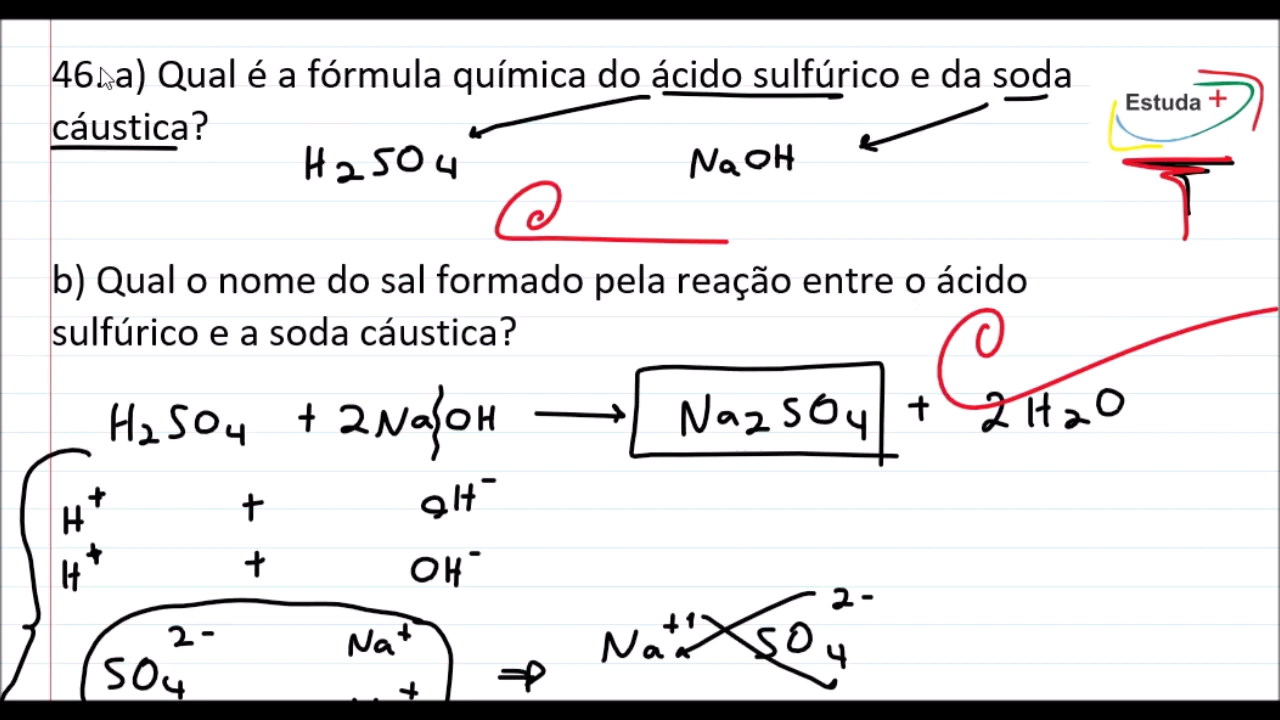 46. a) Qual é a fórmula química do ácido sulfúrico e da soda
cáustica?
Estuda +
H2SO4 NaOH
b) Qual o nome do sal formado pela reação entre o ácido
sulfúrico e a soda cáustica?
H2SO4 + 2NaOH → Na2SO4 + 2H2O
H+ + OH-
H+ + OH-
SO4 2- Na+ ⇒ Na+1 SO4 2-
+